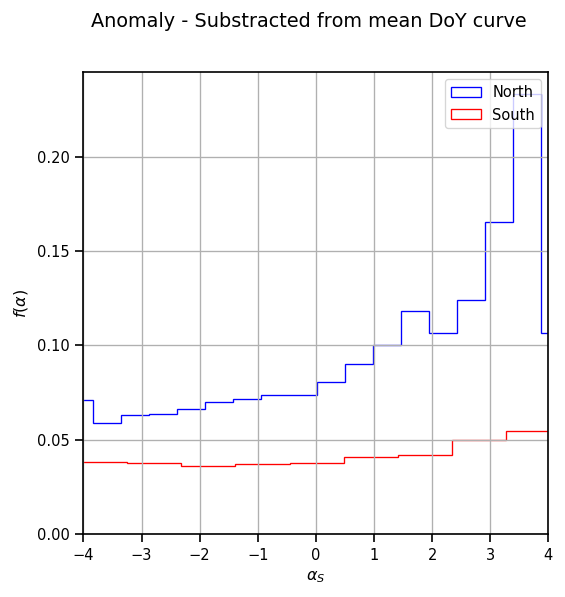 Anomaly - Substracted from mean DoY curve
North
South
0.20
0.15
0.10
0.05
0.00
f(α)
−4 −3 −2 −1 0 1 2 3 4
α_S